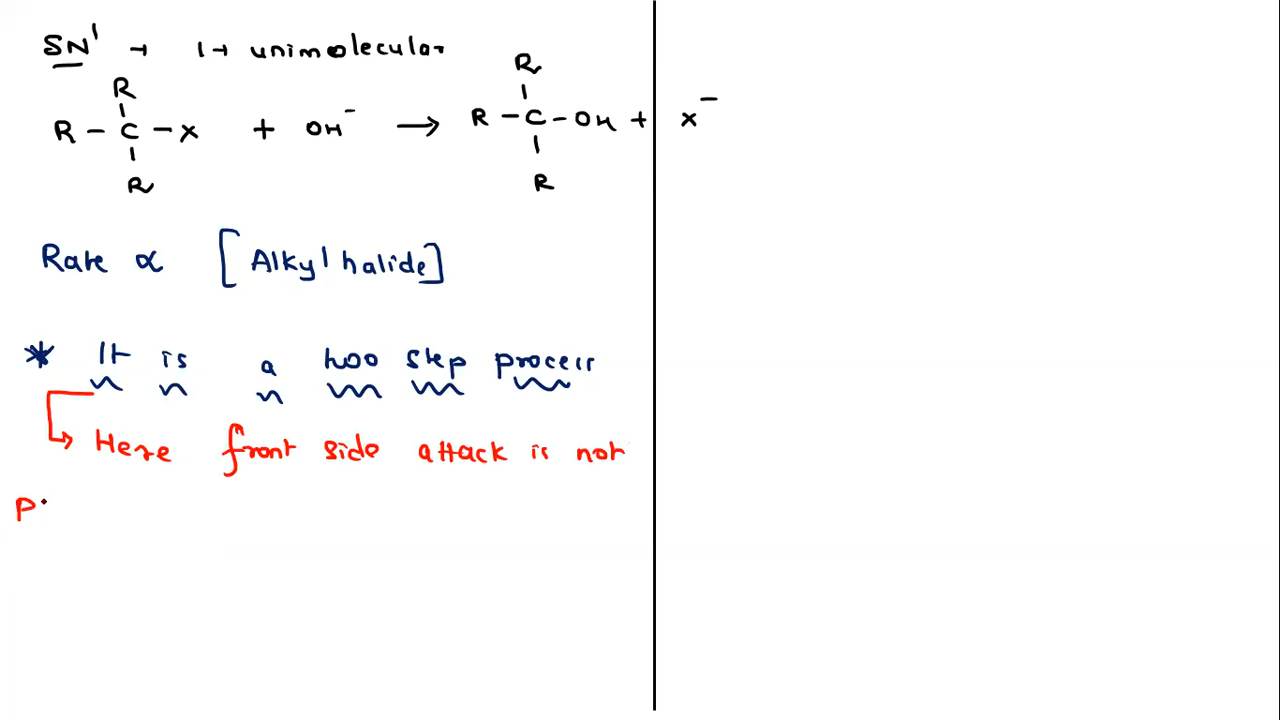 SN¹ → 1→ unimolecular
R R
R – C – X + OH⁻ → R – C – OH + X⁻
R R
Rate ∝ [Alkyl halide]
* It is a two step process
↳ Here front side attack is not
P